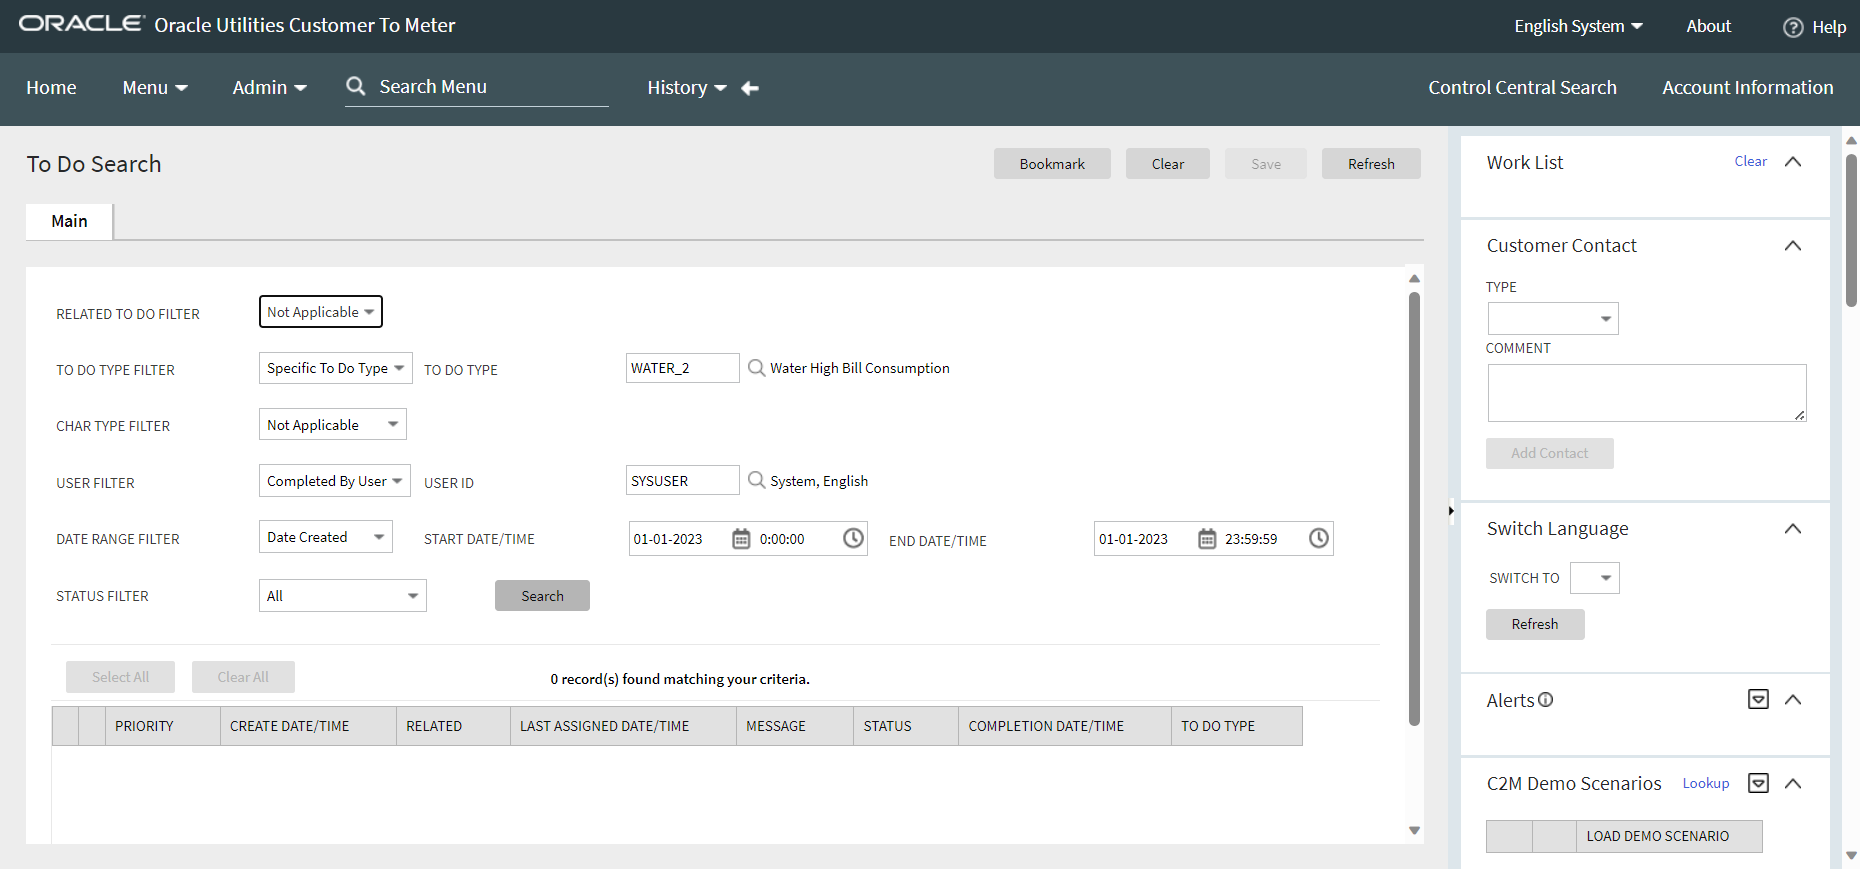 ORACLE Oracle Utilities Customer To Meter English System About Help
Home Menu Admin Search Menu History Control Central Search Account Information
To Do Search Bookmark Clear Save Refresh
Main
RELATED TO DO FILTER Not Applicable
TO DO TYPE FILTER Specific To Do Type TO DO TYPE WATER_2 Water High Bill Consumption
CHAR TYPE FILTER Not Applicable
USER FILTER Completed By User USER ID SYSUSER System, English
DATE RANGE FILTER Date Created START DATE/TIME 01-01-2023 0:00:00 END DATE/TIME 01-01-2023 23:59:59
STATUS FILTER All Search
Select All Clear All 0 record(s) found matching your criteria.
PRIORITY CREATE DATE/TIME RELATED LAST ASSIGNED DATE/TIME MESSAGE STATUS COMPLETION DATE/TIME TO DO TYPE
Work List Clear
Customer Contact
TYPE
COMMENT
Add Contact
Switch Language
SWITCH TO
Refresh
Alerts
C2M Demo Scenarios Lookup
LOAD DEMO SCENARIO